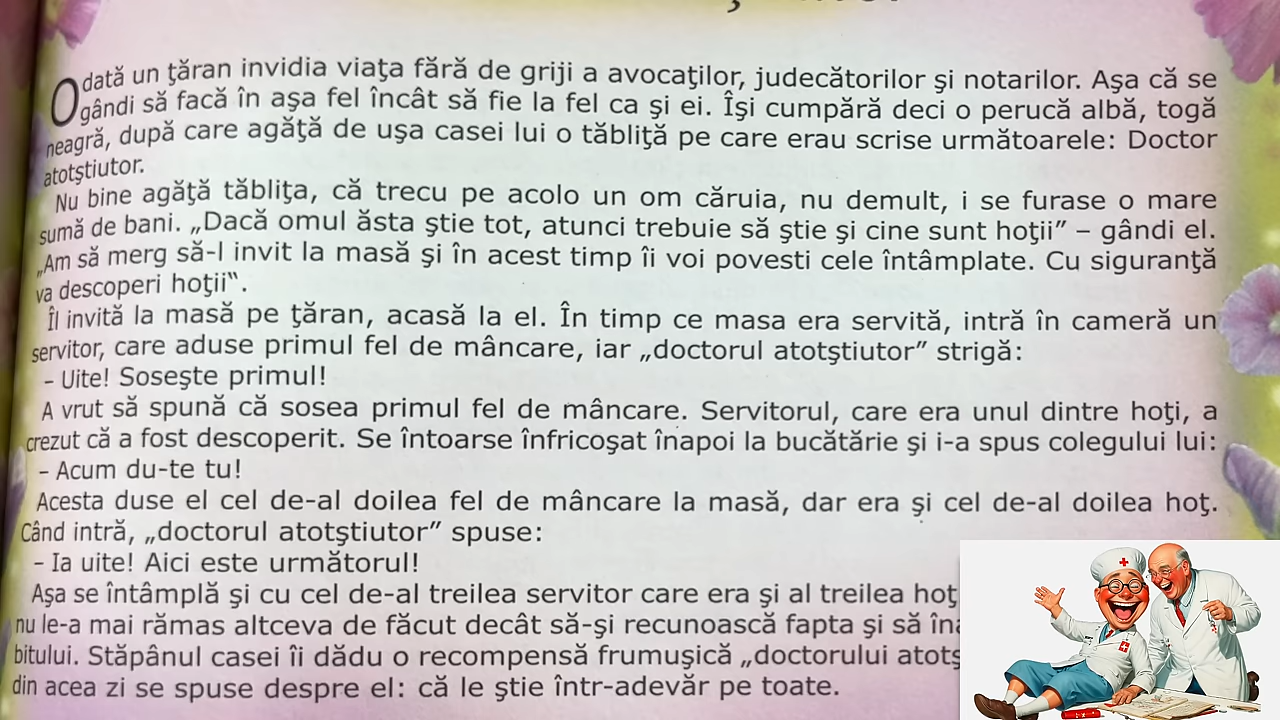 Odată un ţăran invidia viaţa fără de griji a avocaţilor, judecătorilor şi notarilor. Aşa că se
gândi să facă în aşa fel încât să fie la fel ca şi ei. Îşi cumpără deci o perucă albă, togă
neagră, după care agăţă de uşa casei lui o tăbliţă pe care erau scrise următoarele: Doctor
atotştiutor.
Nu bine agăţă tăbliţa, că trecu pe acolo un om căruia, nu demult, i se furase o mare
sumă de bani. „Dacă omul ăsta ştie tot, atunci trebuie să ştie şi cine sunt hoţii” – gândi el.
„Am să merg să-l invit la masă şi în acest timp îi voi povesti cele întâmplate. Cu siguranţă
va descoperi hoţii“.
Îl invită la masă pe ţăran, acasă la el. În timp ce masa era servită, intră în cameră un
servitor, care aduse primul fel de mâncare, iar „doctorul atotştiutor” strigă:
– Uite! Soseşte primul!
A vrut să spună că sosea primul fel de mâncare. Servitorul, care era unul dintre hoţi, a
crezut că a fost descoperit. Se întoarse înfricoşat înapoi la bucătărie şi i-a spus colegului lui:
– Acum du-te tu!
Acesta duse el cel de-al doilea fel de mâncare la masă, dar era şi cel de-al doilea hoţ.
Când intră, „doctorul atotştiutor” spuse:
– Ia uite! Aici este următorul!
Aşa se întâmplă şi cu cel de-al treilea servitor care era şi al treilea hoţ
nu le-a mai rămas altceva de făcut decât să-şi recunoască fapta şi să
bitului. Stăpânul casei îi dădu o recompensă frumuşică „doctorului
din acea zi se spuse despre el: că le ştie într-adevăr pe toate.